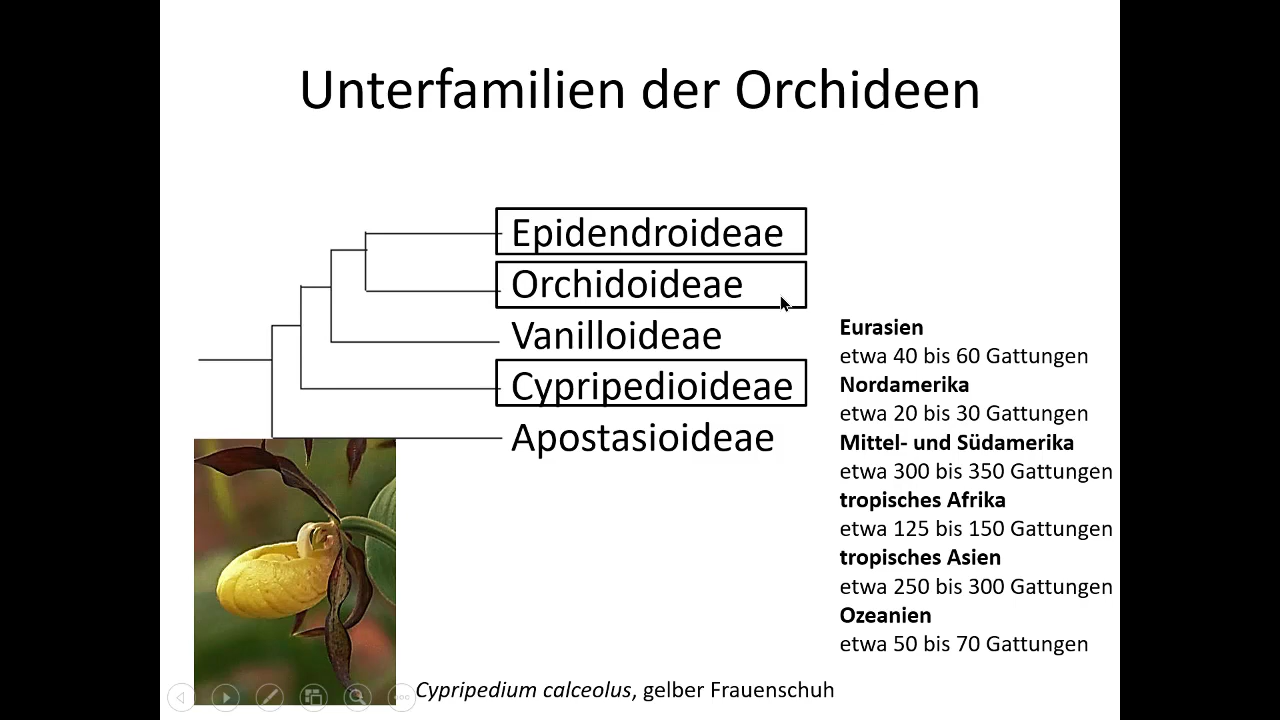 Unterfamilien der Orchideen
Epidendroideae
Orchidoideae
Vanilloideae
Cypripedioideae
Apostasioideae
Eurasien
etwa 40 bis 60 Gattungen
Nordamerika
etwa 20 bis 30 Gattungen
Mittel- und Südamerika
etwa 300 bis 350 Gattungen
tropisches Afrika
etwa 125 bis 150 Gattungen
tropisches Asien
etwa 250 bis 300 Gattungen
Ozeanien
etwa 50 bis 70 Gattungen
Cypripedium calceolus, gelber Frauenschuh